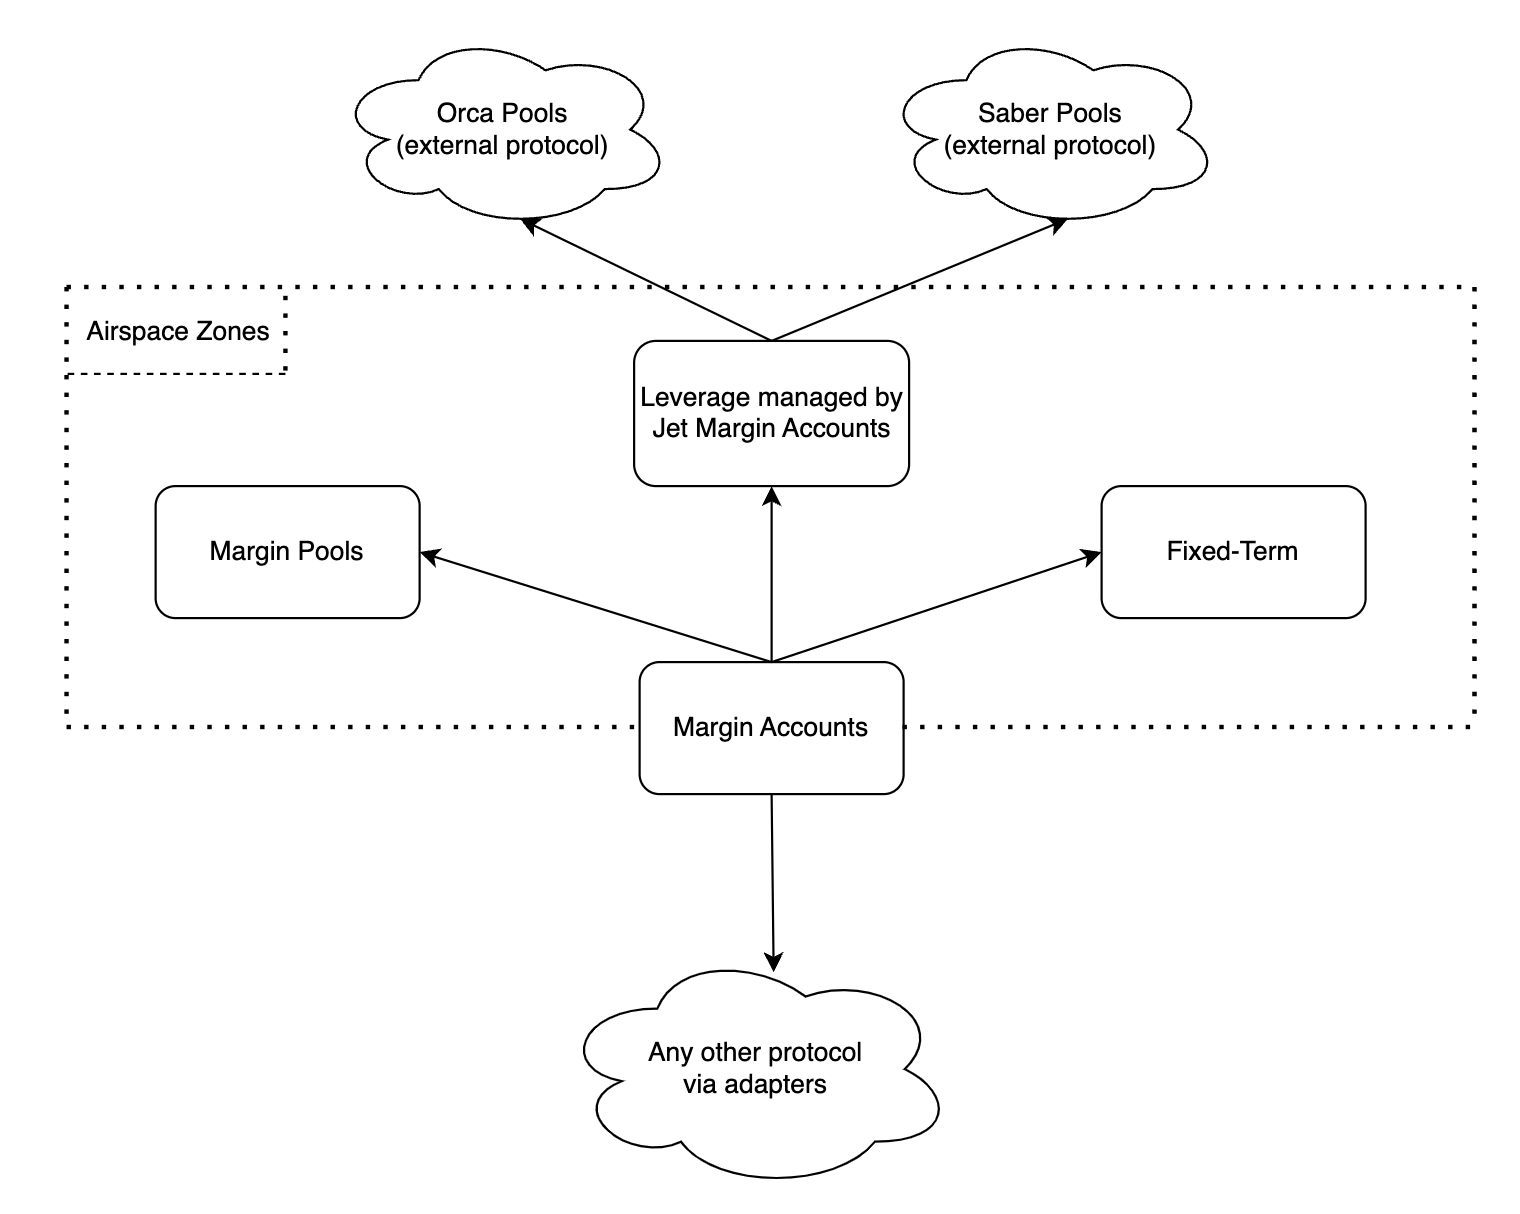 Orca Pools
(external protocol)
Saber Pools
(external protocol)
Airspace Zones
Leverage managed by
Jet Margin Accounts
Margin Pools
Fixed-Term
Margin Accounts
Any other protocol
via adapters